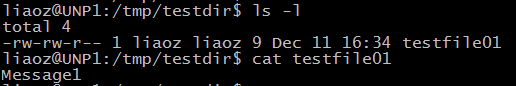 liaoz@UNP1:/tmp/testdir$ ls -l
total 4
-rw-rw-r-- 1 liaoz liaoz 9 Dec 11 16:34 testfile01
liaoz@UNP1:/tmp/testdir$ cat testfile01
Message1